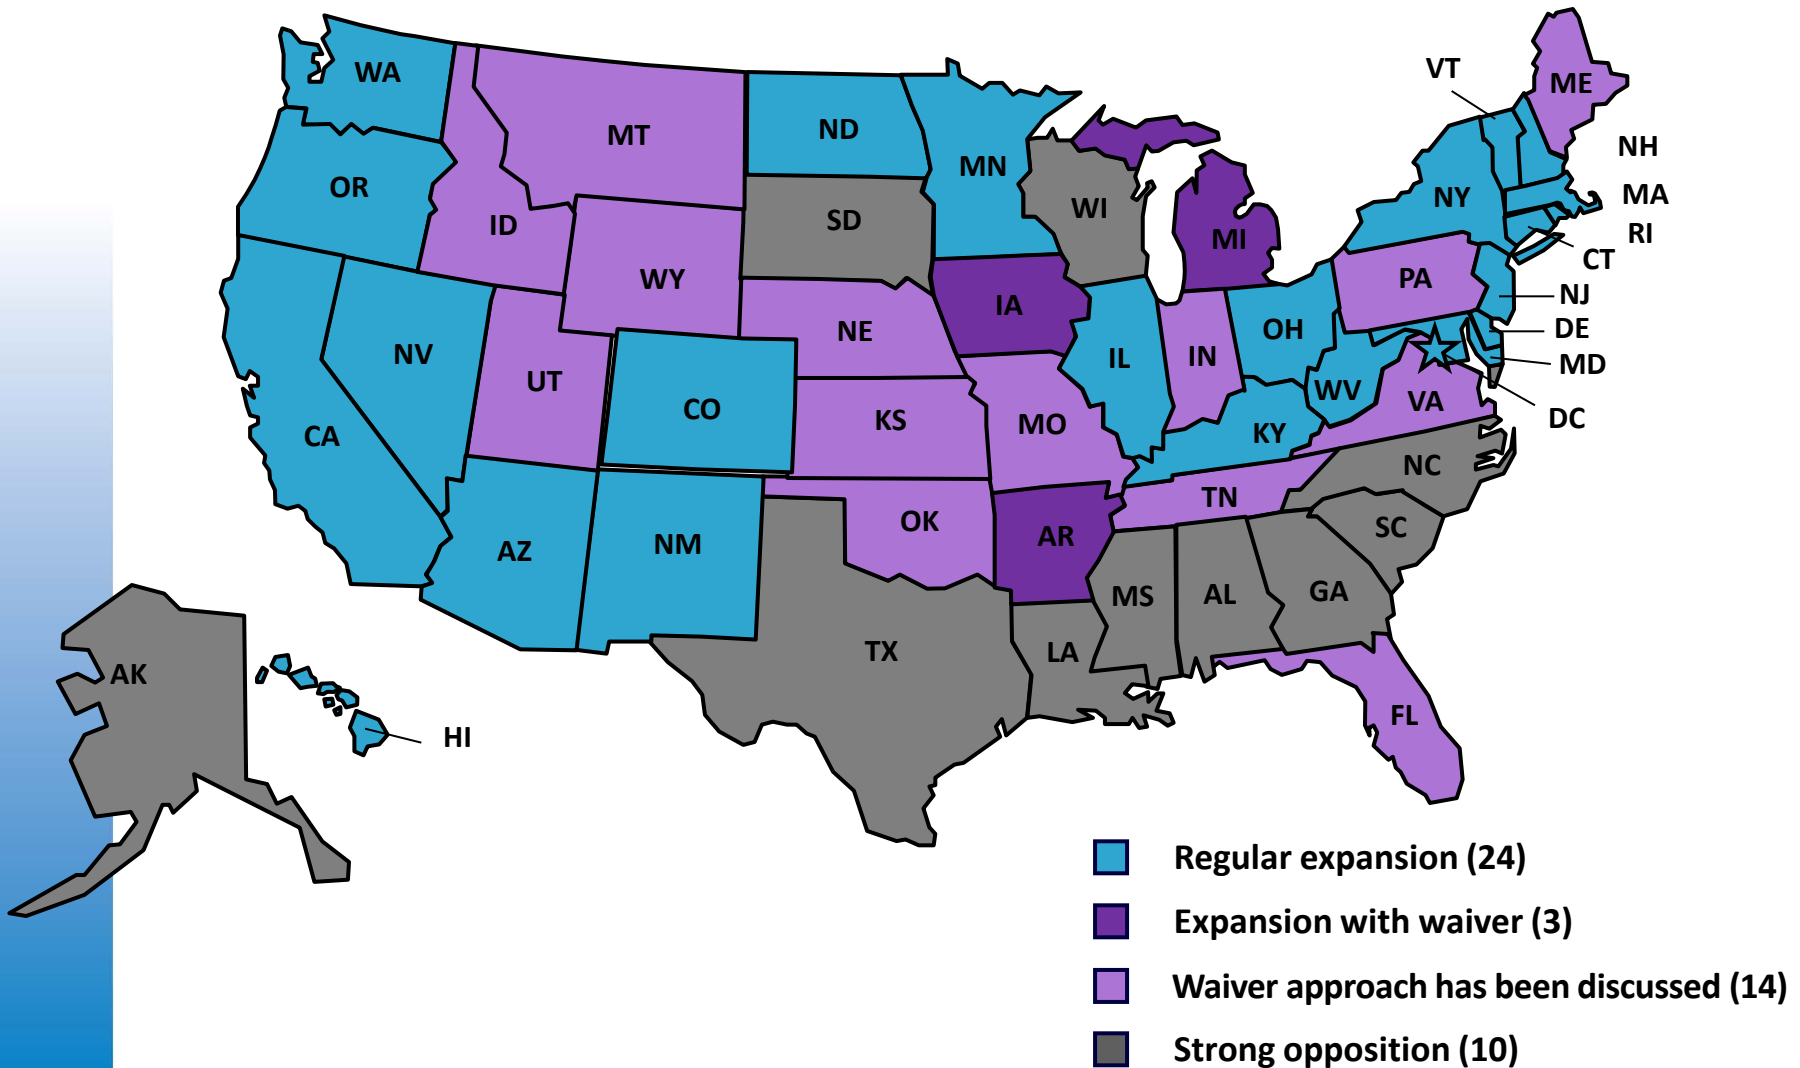 WA
MT
ND
MN
VT
ME
NH
OR
ID
SD
WI
MI
NY
MA
RI
CT
WY
IA
PA
NJ
NV
UT
NE
IL
IN
OH
DE
MD
CA
CO
KS
MO
KY
WV
VA
DC
AZ
NM
OK
AR
TN
NC
SC
TX
LA
MS
AL
GA
FL
AK
HI
Regular expansion (24)
Expansion with waiver (3)
Waiver approach has been discussed (14)
Strong opposition (10)